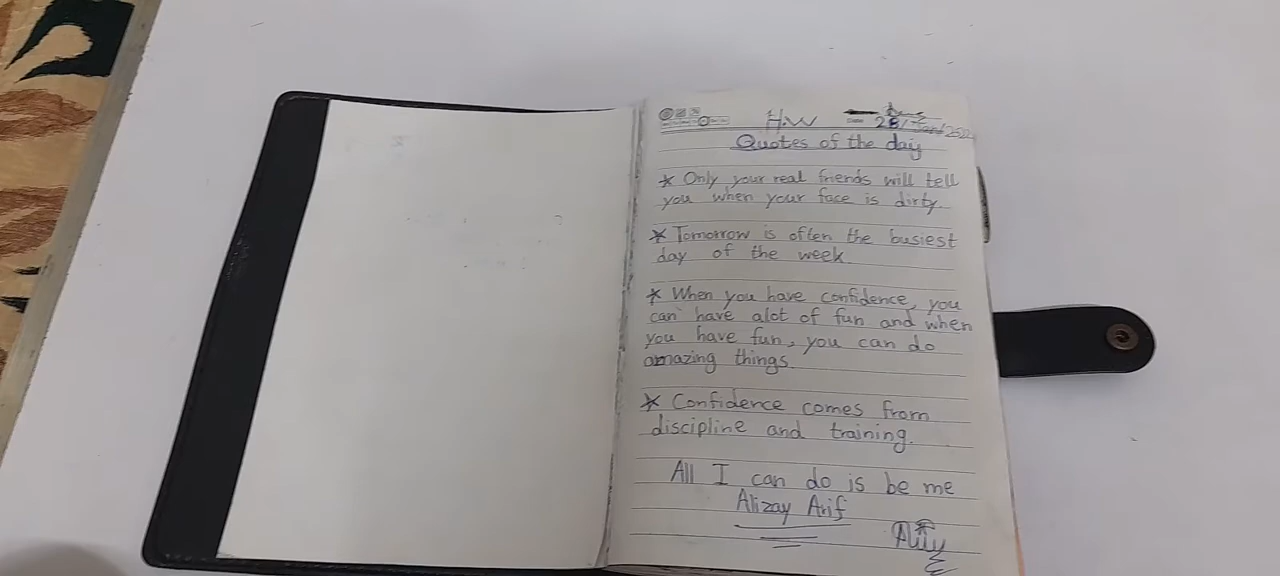 H.W
28/
Quotes of the day
* Only your real friends will tell
you when your face is dirty.
* Tomorrow is often the busiest
day of the week.
* When you have confidence, you
can have alot of fun and when
you have fun, you can do
amazing things.
* Confidence comes from
discipline and training.
All I can do is be me
Alizay Arif